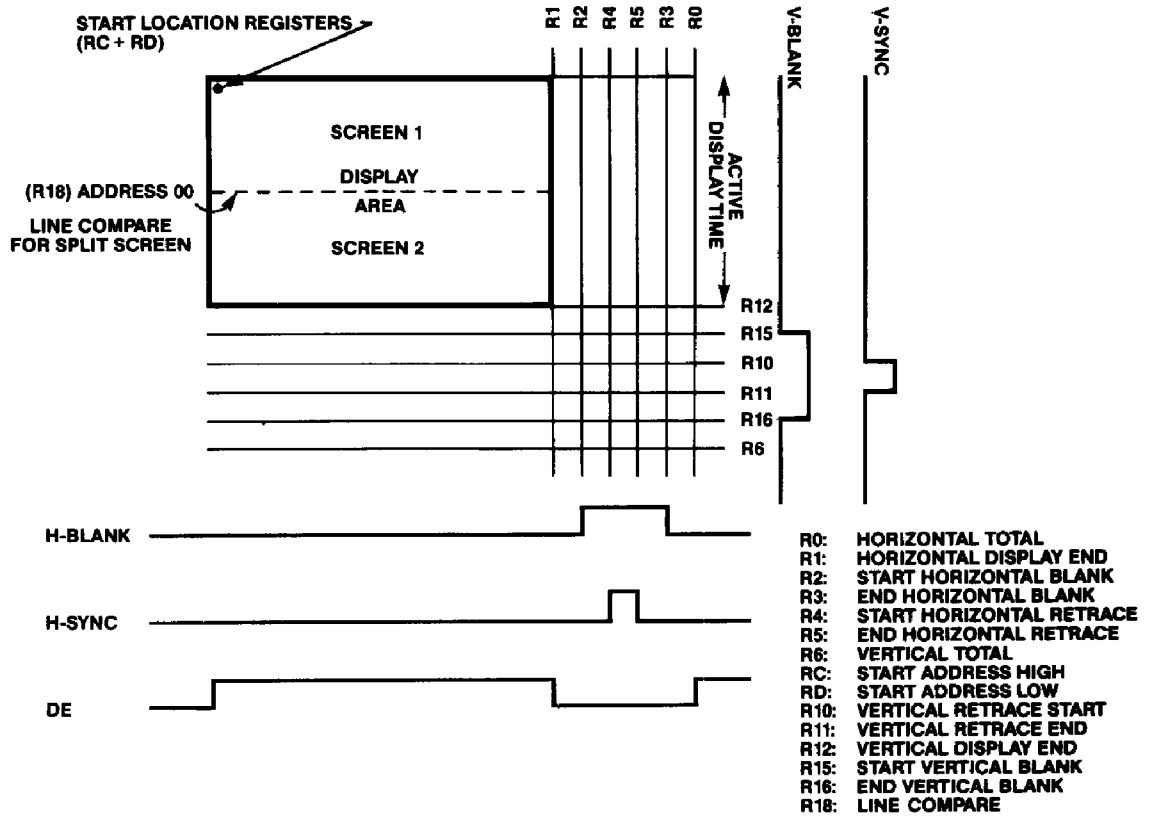 START LOCATION REGISTERS
(RC + RD)
R1
R2
R4
R5
R3
R0
V-BLANK
V-SYNC
SCREEN 1
DISPLAY
AREA
SCREEN 2
(R18) ADDRESS 00
LINE COMPARE
FOR SPLIT SCREEN
ACTIVE
DISPLAY TIME
R12
R15
R10
R11
R16
R6
H-BLANK
H-SYNC
DE
R0: HORIZONTAL TOTAL
R1: HORIZONTAL DISPLAY END
R2: START HORIZONTAL BLANK
R3: END HORIZONTAL BLANK
R4: START HORIZONTAL RETRACE
R5: END HORIZONTAL RETRACE
R6: VERTICAL TOTAL
RC: START ADDRESS HIGH
RD: START ADDRESS LOW
R10: VERTICAL RETRACE START
R11: VERTICAL RETRACE END
R12: VERTICAL DISPLAY END
R15: START VERTICAL BLANK
R16: END VERTICAL BLANK
R18: LINE COMPARE